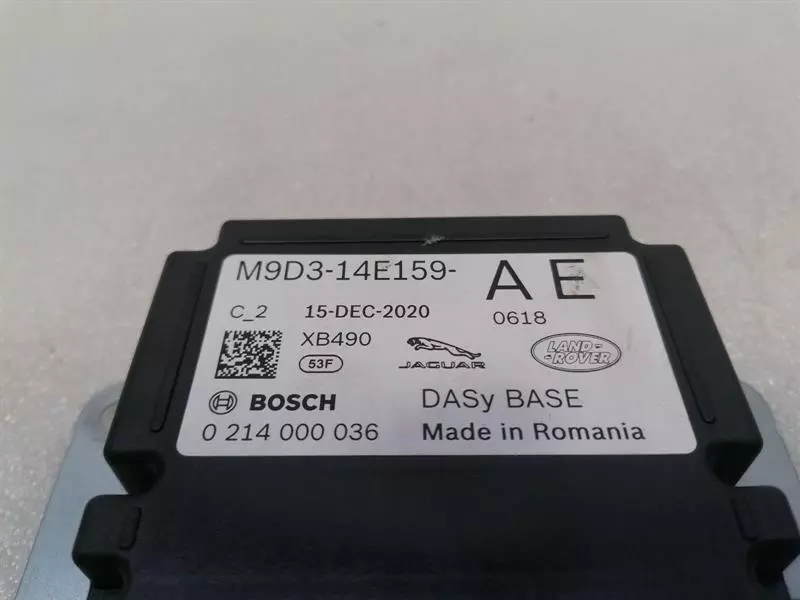 M9D3-14E159- AE
C_2 15-DEC-2020 0618
XB490
53F
JAGUAR
LAND-ROVER
BOSCH DASy BASE
0 214 000 036 Made in Romania